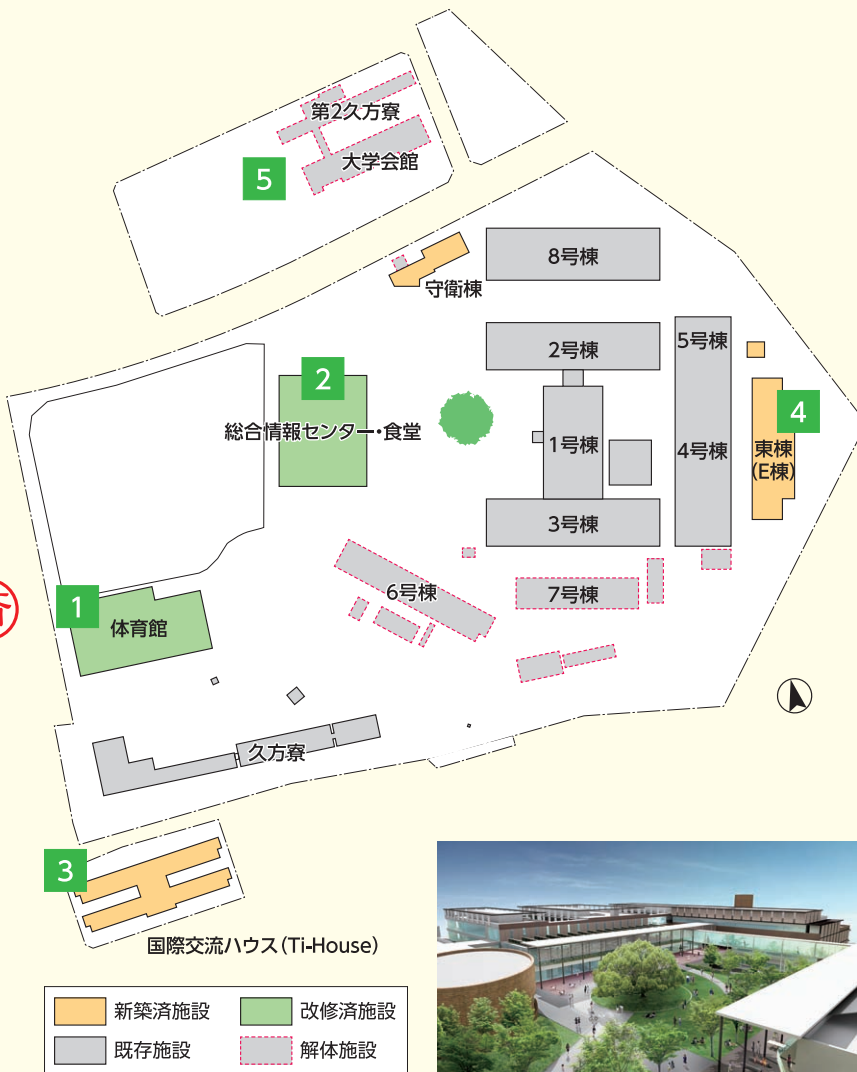 第2久方寮
大学会館
5
8号棟
守衛棟
2号棟
5号棟
2
4
総合情報センター・食堂
1号棟
4号棟
東棟
(E棟)
3号棟
6号棟
7号棟
1
体育館
久方寮
3
国際交流ハウス(Ti-House)
新築済施設
改修済施設
既存施設
解体施設